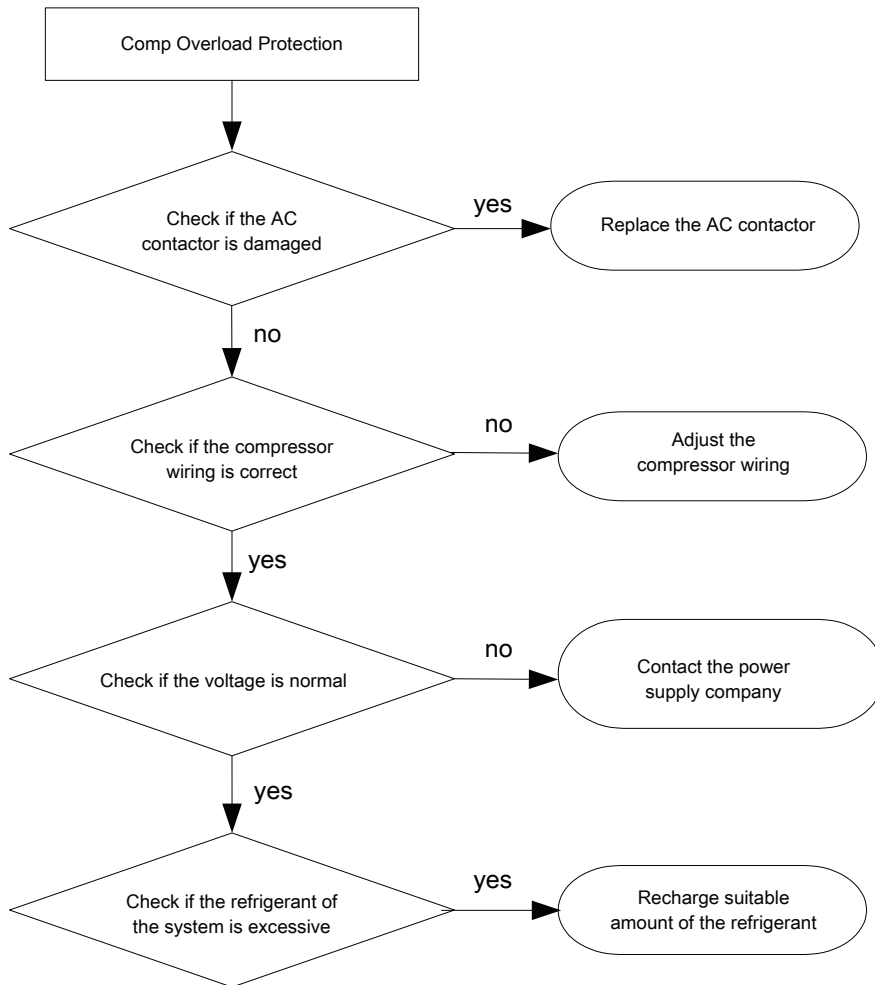 Comp Overload Protection
Check if the AC
contactor is damaged
yes
Replace the AC contactor
no
Check if the compressor
wiring is correct
no
Adjust the
compressor wiring
yes
Check if the voltage is normal
no
Contact the power
supply company
yes
Check if the refrigerant of
the system is excessive
yes
Recharge suitable
amount of the refrigerant